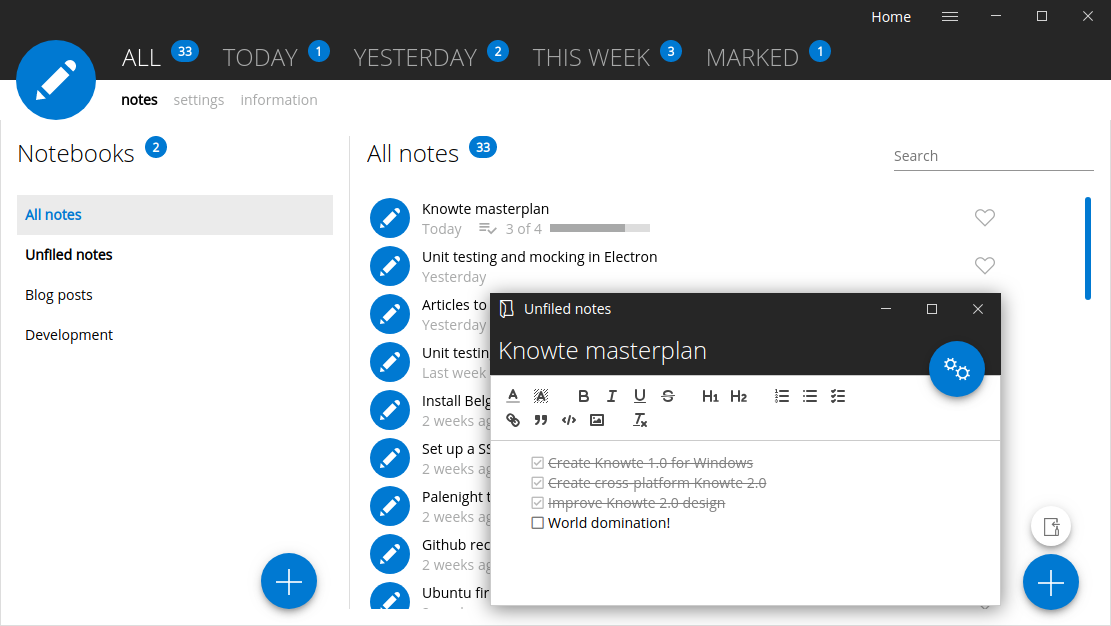 Home
ALL 33 TODAY 1 YESTERDAY 2 THIS WEEK 3 MARKED 1
notes settings information
Notebooks 2
All notes
Unfiled notes
Blog posts
Development
All notes 33
Search
Knowte masterplan
Today 3 of 4
Unit testing and mocking in Electron
Yesterday
Articles to
Yesterday
Unit testin
Last week
Install Belg
2 weeks ag
Set up a SS
2 weeks ag
Palenight t
2 weeks ag
Github rec
2 weeks ag
Ubuntu fir
Unfiled notes
Knowte masterplan
A A B I U S H1 H2
Tx
Create Knowte 1.0 for Windows
Create cross-platform Knowte 2.0
Improve Knowte 2.0 design
World domination!